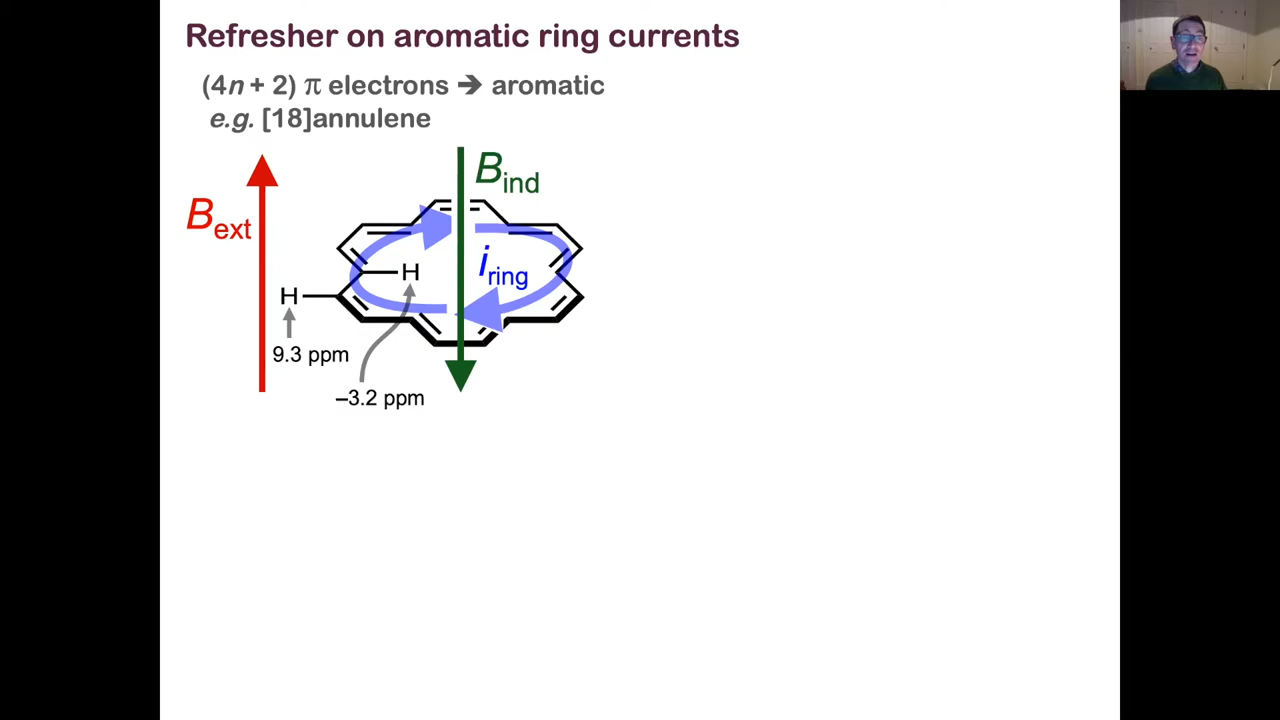 Refresher on aromatic ring currents
(4n + 2) π electrons ➔ aromatic
e.g. [18]annulene
B_ind
B_ext
i_ring
H
H
9.3 ppm
–3.2 ppm